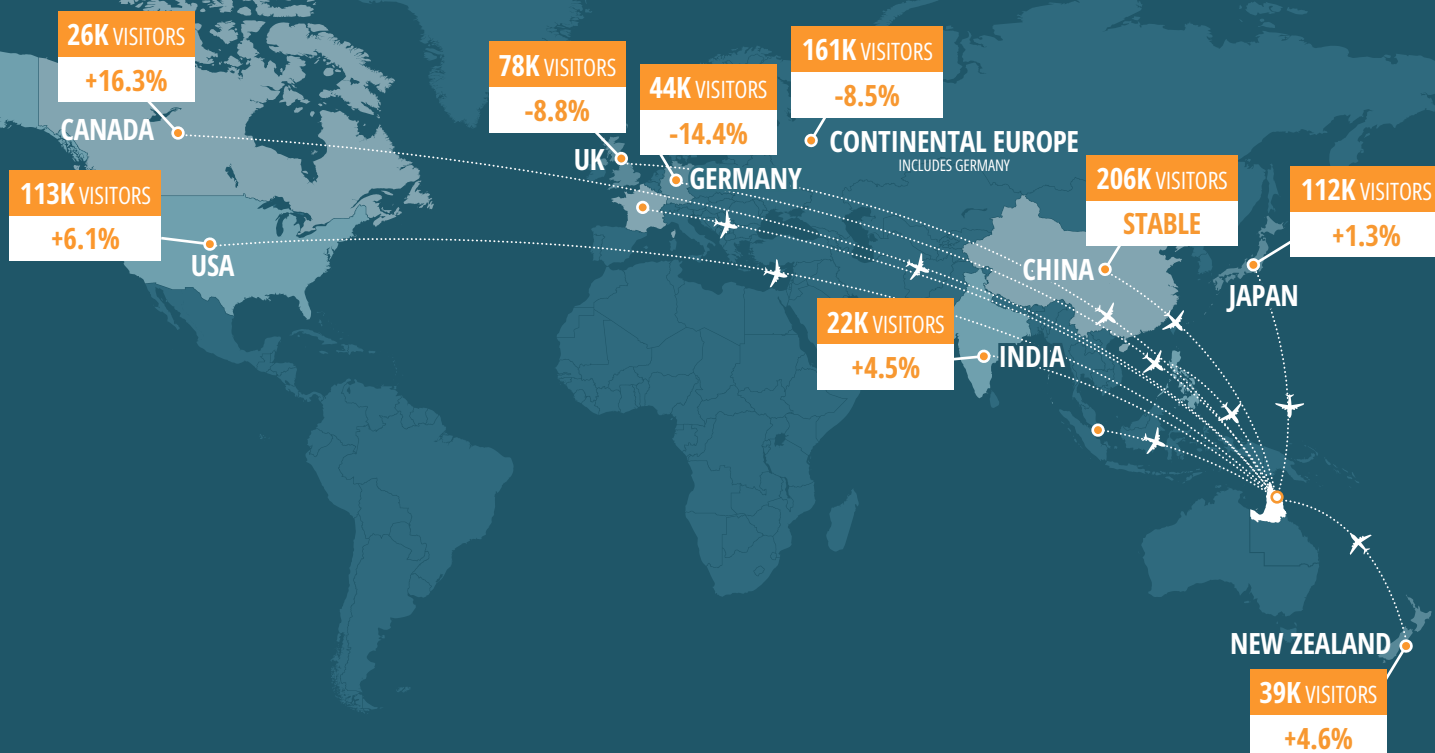 26K VISITORS
+16.3%
CANADA
113K VISITORS
+6.1%
USA
78K VISITORS
-8.8%
UK
44K VISITORS
-14.4%
GERMANY
161K VISITORS
-8.5%
CONTINENTAL EUROPE
INCLUDES GERMANY
206K VISITORS
STABLE
CHINA
112K VISITORS
+1.3%
JAPAN
22K VISITORS
+4.5%
INDIA
NEW ZEALAND
39K VISITORS
+4.6%